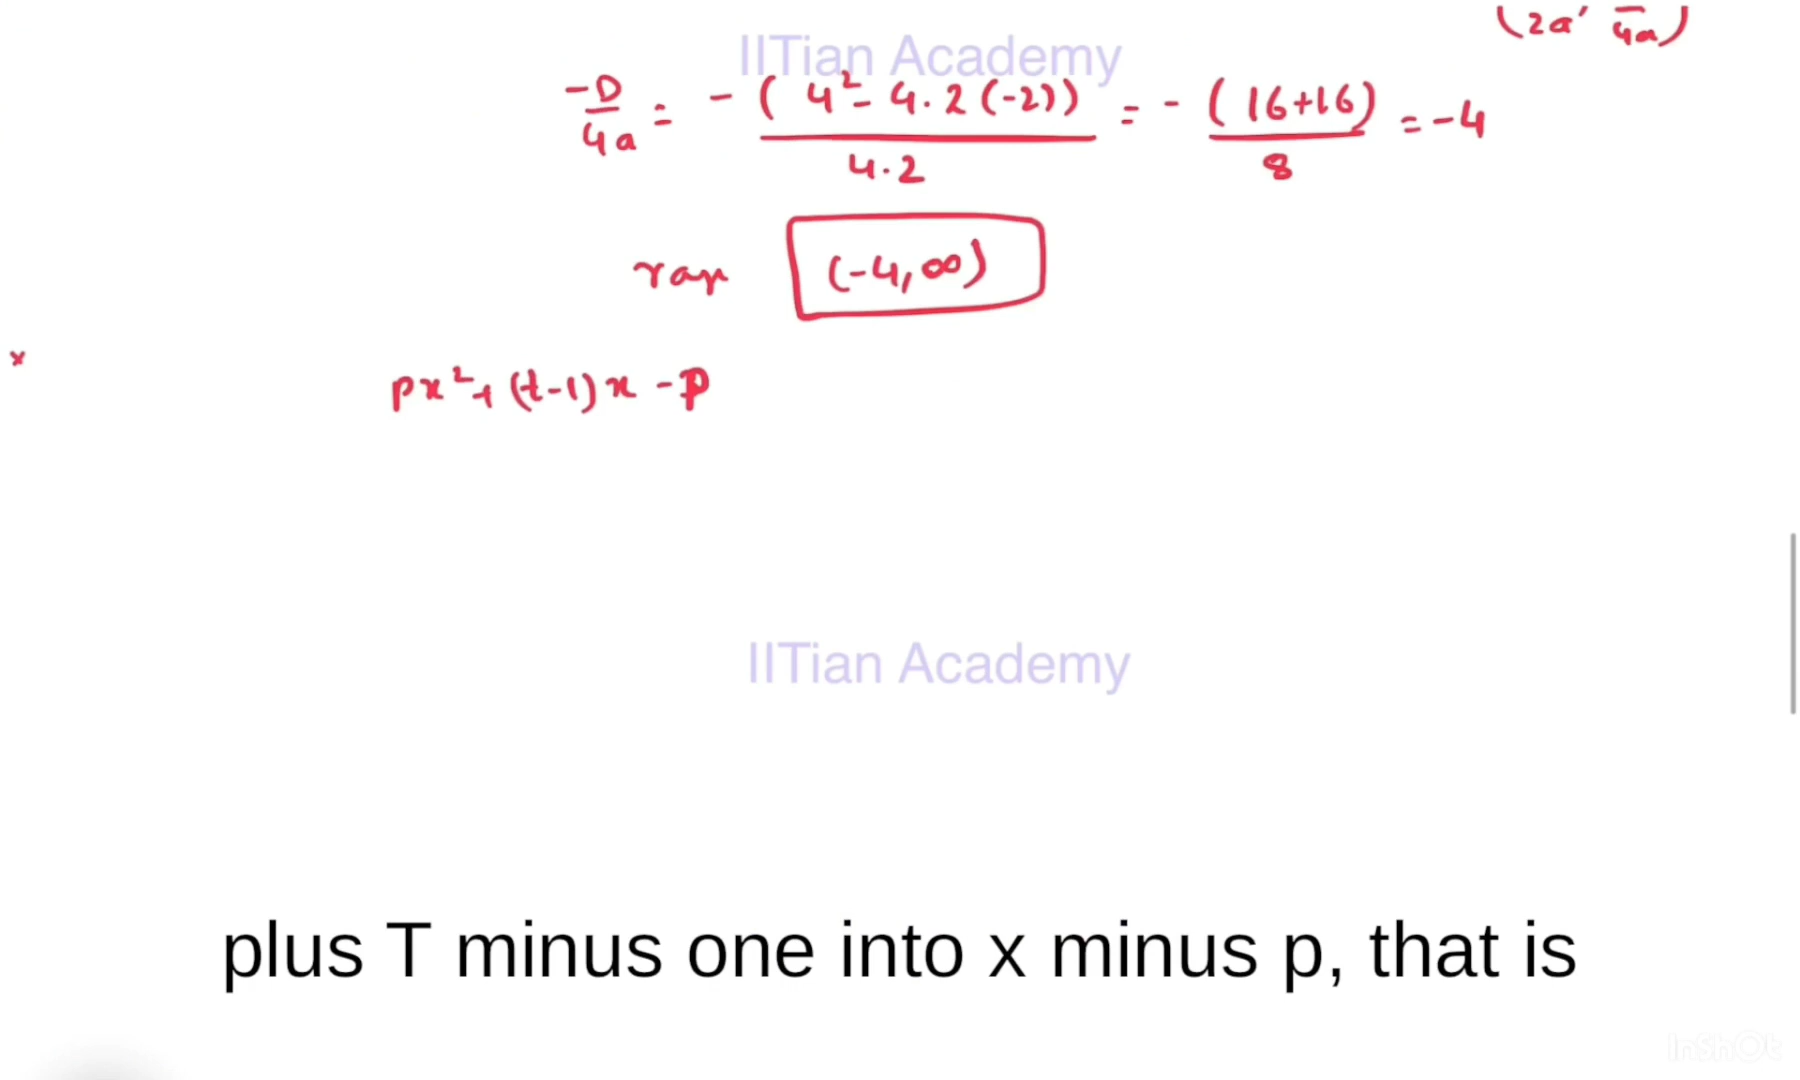 (2a' 4a)
IITian Academy
-D/4a = -(4²- 4.2(-2))/4.2 = -(16+16)/8 = -4
(-4,∞)
x
px²+ (t-1)x -p
IITian Academy
plus T minus one into x minus p, that is
InShOt